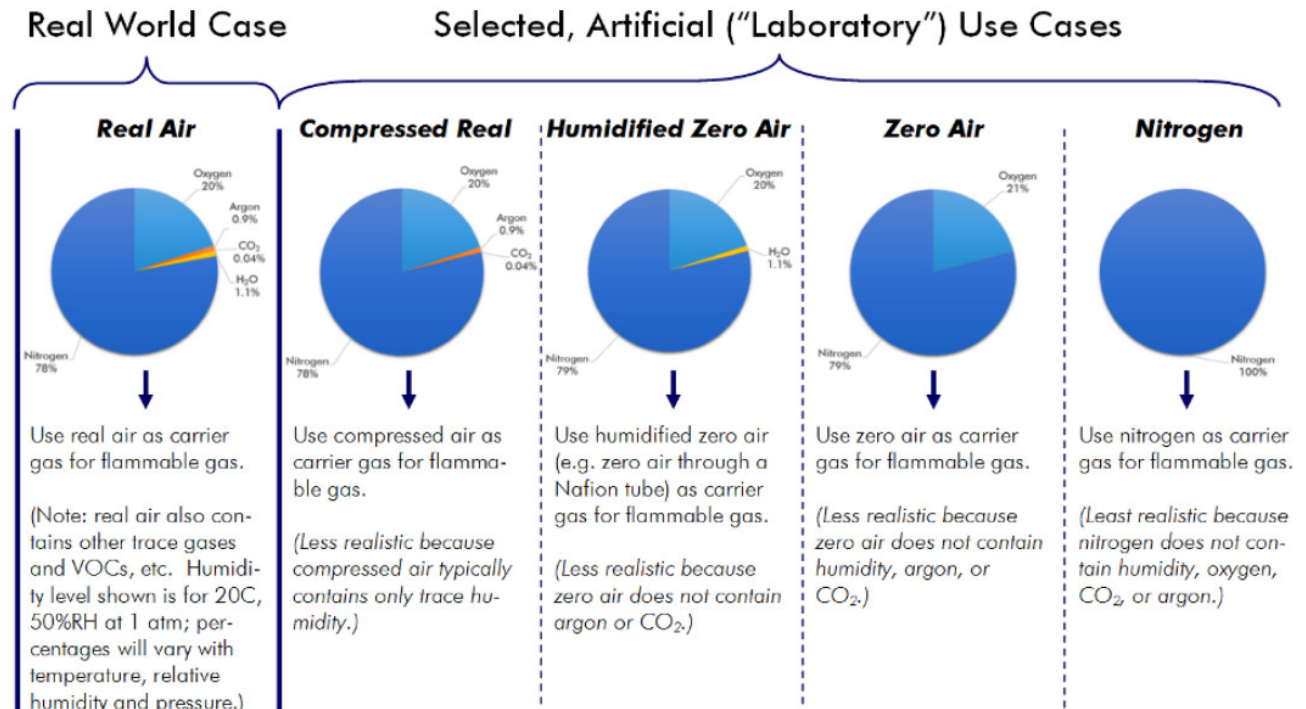 Real World Case
Selected, Artificial (“Laboratory”) Use Cases
Real Air
Oxygen
20%
Argon
0.9%
CO₂
0.04%
H₂O
1.1%
Nitrogen
78%
Use real air as carrier
gas for flammable gas.
(Note: real air also con-
tains other trace gases
and VOCs, etc. Humidi-
ty level shown is for 20C,
50%RH at 1 atm; per-
centages will vary with
temperature, relative
humidity and pressure.)
Compressed Real
Oxygen
20%
Argon
0.9%
CO₂
0.04%
Nitrogen
78%
Use compressed air as
carrier gas for flamma-
ble gas.
(Less realistic because
compressed air typically
contains only trace hu-
midity.)
Humidified Zero Air
Oxygen
20%
H₂O
1.1%
Nitrogen
79%
Use humidified zero air
(e.g. zero air through a
Nafion tube) as carrier
gas for flammable gas.
(Less realistic because
zero air does not contain
argon or CO₂.)
Zero Air
Oxygen
21%
Nitrogen
79%
Use zero air as carrier
gas for flammable gas.
(Less realistic because
zero air does not contain
humidity, argon, or
CO₂.)
Nitrogen
Nitrogen
100%
Use nitrogen as carrier
gas for flammable gas.
(Least realistic because
nitrogen does not con-
tain humidity, oxygen,
CO₂, or argon.)